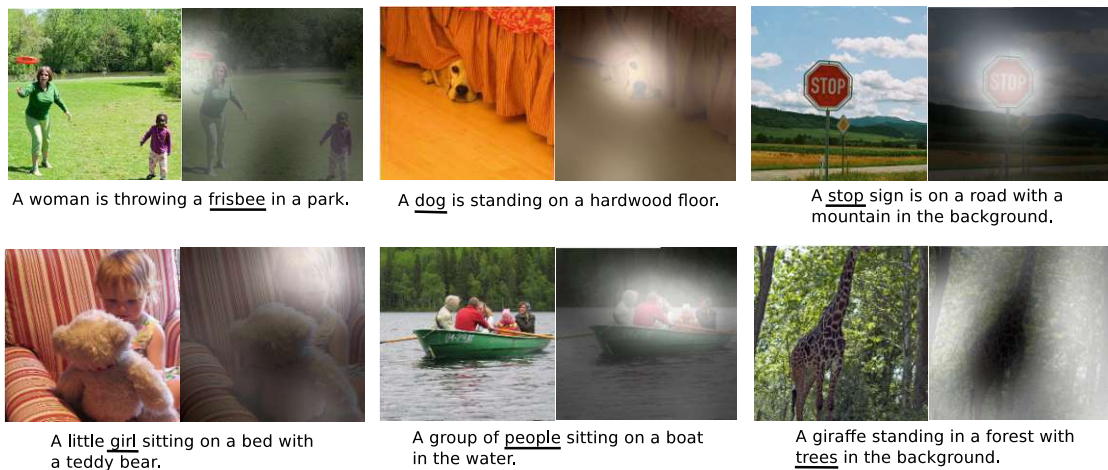 A woman is throwing a frisbee in a park.
A dog is standing on a hardwood floor.
STOP
STOP
A stop sign is on a road with a
mountain in the background.
A little girl sitting on a bed with
a teddy bear.
A group of people sitting on a boat
in the water.
A giraffe standing in a forest with
trees in the background.